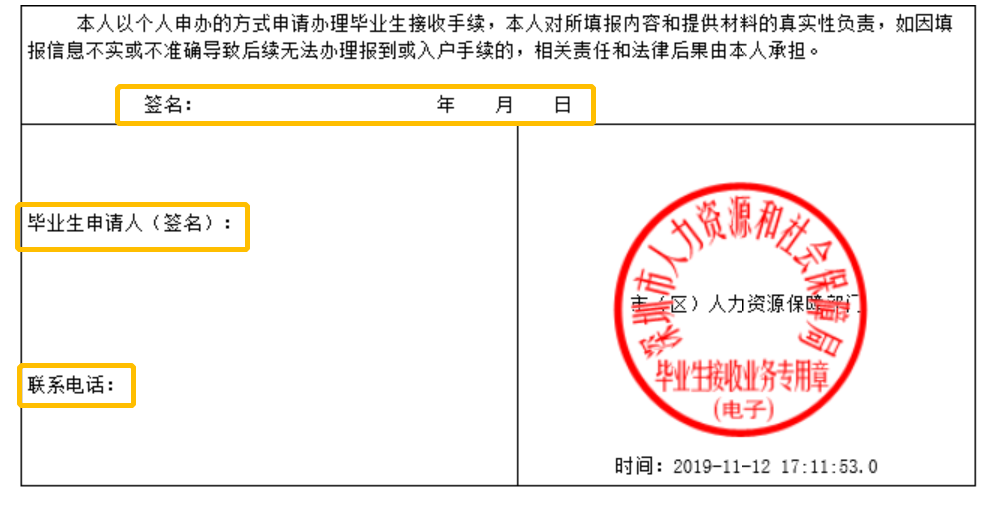 本人以个人申办的方式申请办理毕业生接收手续，本人对所填报内容和提供材料的真实性负责，如因填
报信息不实或不准确导致后续无法办理报到或入户手续的，相关责任和法律后果由本人承担。
签名： 年 月 日
毕业生申请人（签名）：
联系电话：
深圳市人力资源和社会保障局
市（区）人力资源保障部门
毕业生接收业务专用章
(电子)
时间：2019-11-12 17:11:53.0